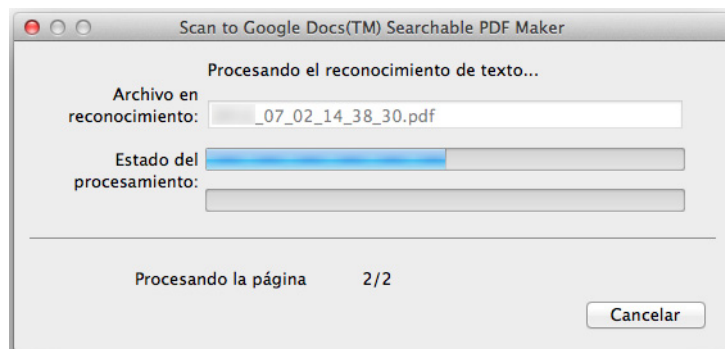 Scan to Google Docs(TM) Searchable PDF Maker
Procesando el reconocimiento de texto...
Archivo en
reconocimiento:
_07_02_14_38_30.pdf
Estado del
procesamiento:
Procesando la página 2/2
Cancelar